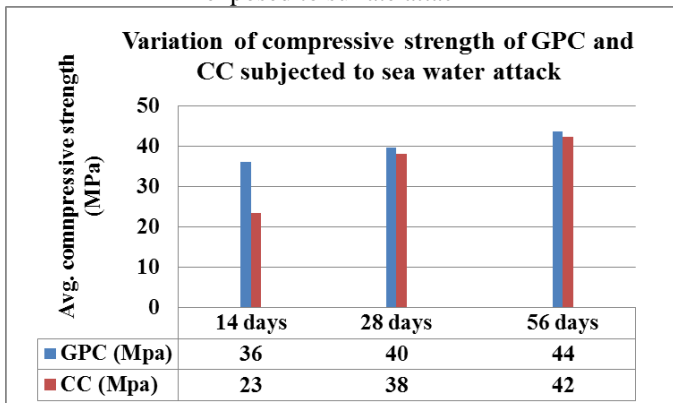 Variation of compressive strength of GPC and
CC subjected to sea water attack
Avg. comnpressive strength
(MPa)
50
40
30
20
10
0
14 days 28 days 56 days
GPC (Mpa) 36 40 44
CC (Mpa) 23 38 42